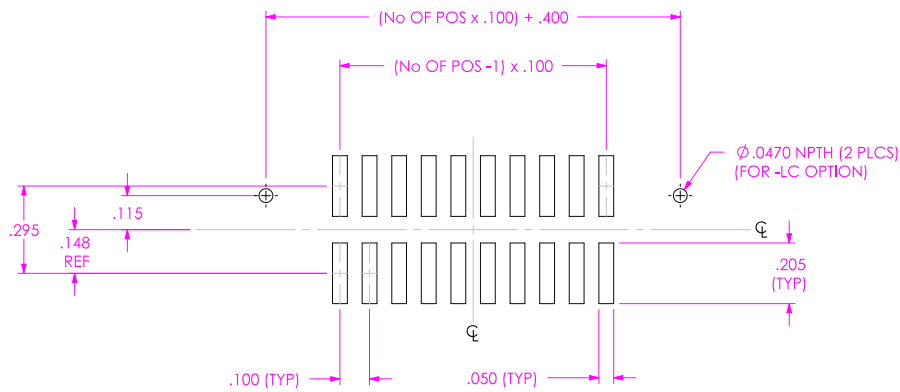 (No OF POS x .100) + .400
(No OF POS -1) x .100
Ø.0470 NPTH (2 PLCS)
(FOR -LC OPTION)
.115
.295
.148
REF
℄
.205
(TYP)
℄
.100 (TYP)
.050 (TYP)